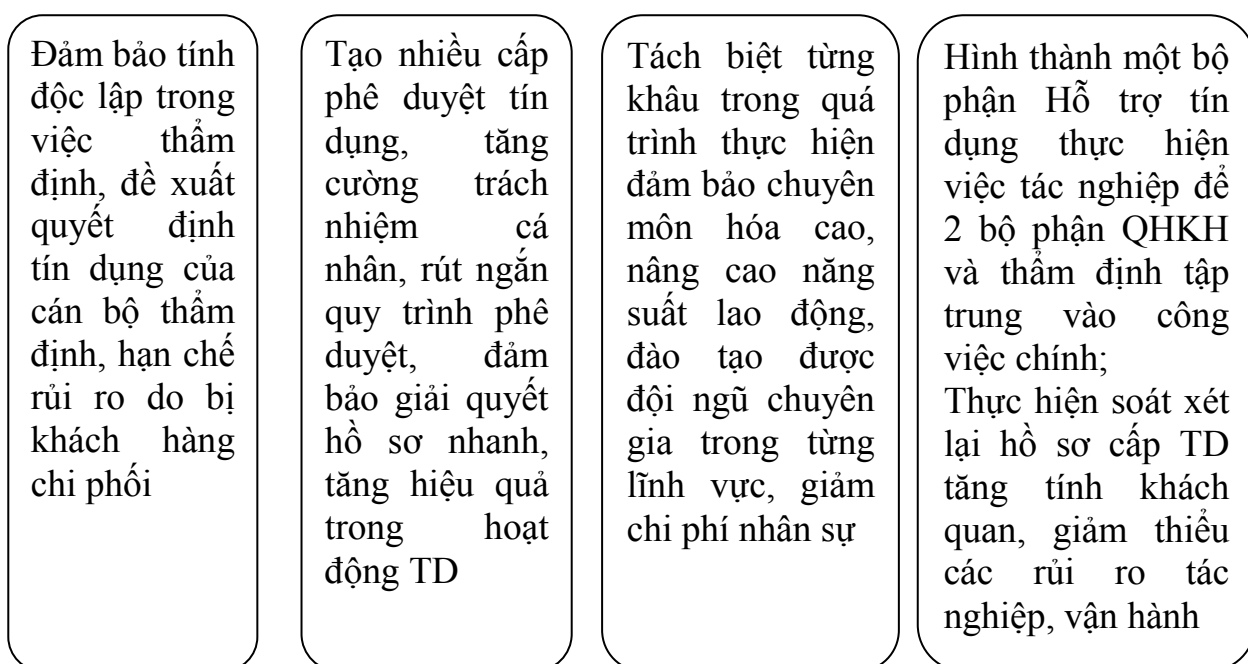 Đảm bảo tính
độc lập trong
việc thẩm
định, đề xuất
quyết định
tín dụng của
cán bộ thẩm
định, hạn chế
rủi ro do bị
khách hàng
chi phối
Tạo nhiều cấp
phê duyệt tín
dụng, tăng
cường trách
nhiệm cá
nhân, rút ngắn
quy trình phê
duyệt, đảm
bảo giải quyết
hồ sơ nhanh,
tăng hiệu quả
trong hoạt
động TD
Tách biệt từng
khâu trong quá
trình thực hiện
đảm bảo chuyên
môn hóa cao,
nâng cao năng
suất lao động,
đào tạo được
đội ngũ chuyên
gia trong từng
lĩnh vực, giảm
chi phí nhân sự
Hình thành một bộ
phận Hỗ trợ tín
dụng thực hiện
việc tác nghiệp để
2 bộ phận QHKH
và thẩm định tập
trung vào công
việc chính;
Thực hiện soát xét
lại hồ sơ cấp TD
tăng tính khách
quan, giảm thiểu
các rủi ro tác
nghiệp, vận hành